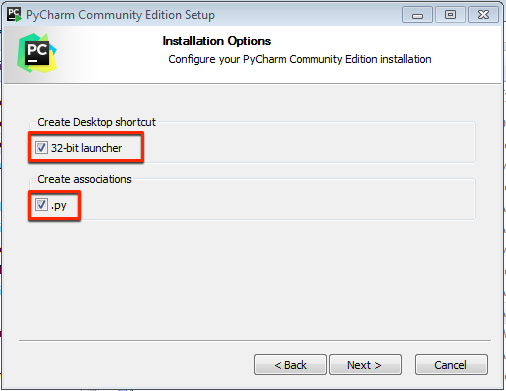 PyCharm Community Edition Setup
PC
Installation Options
Configure your PyCharm Community Edition installation
Create Desktop shortcut
32-bit launcher
Create associations
.py
< Back
Next >
Cancel